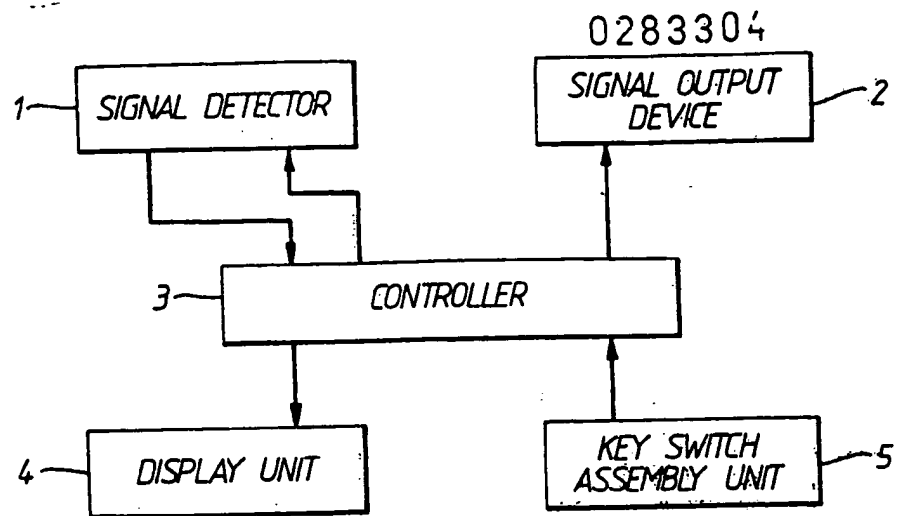 0283304
1
SIGNAL DETECTOR
SIGNAL OUTPUT
DEVICE
2
3
CONTROLLER
4
DISPLAY UNIT
KEY SWITCH
ASSEMBLY UNIT
5